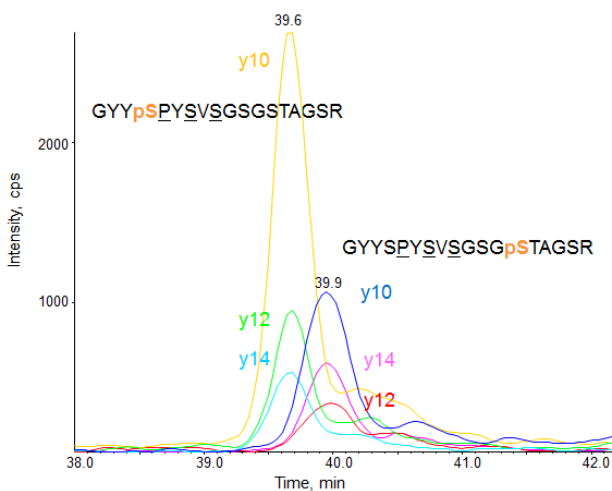 39.6
y10
GYYpSPYSVSGSGSTAGSR
2000
GYYSPYSVSGSGpSTAGSR
39.9
y10
1000
y12
y14
y14
y12
Intensity, cps
38.0 39.0 40.0 41.0 42.0
Time, min